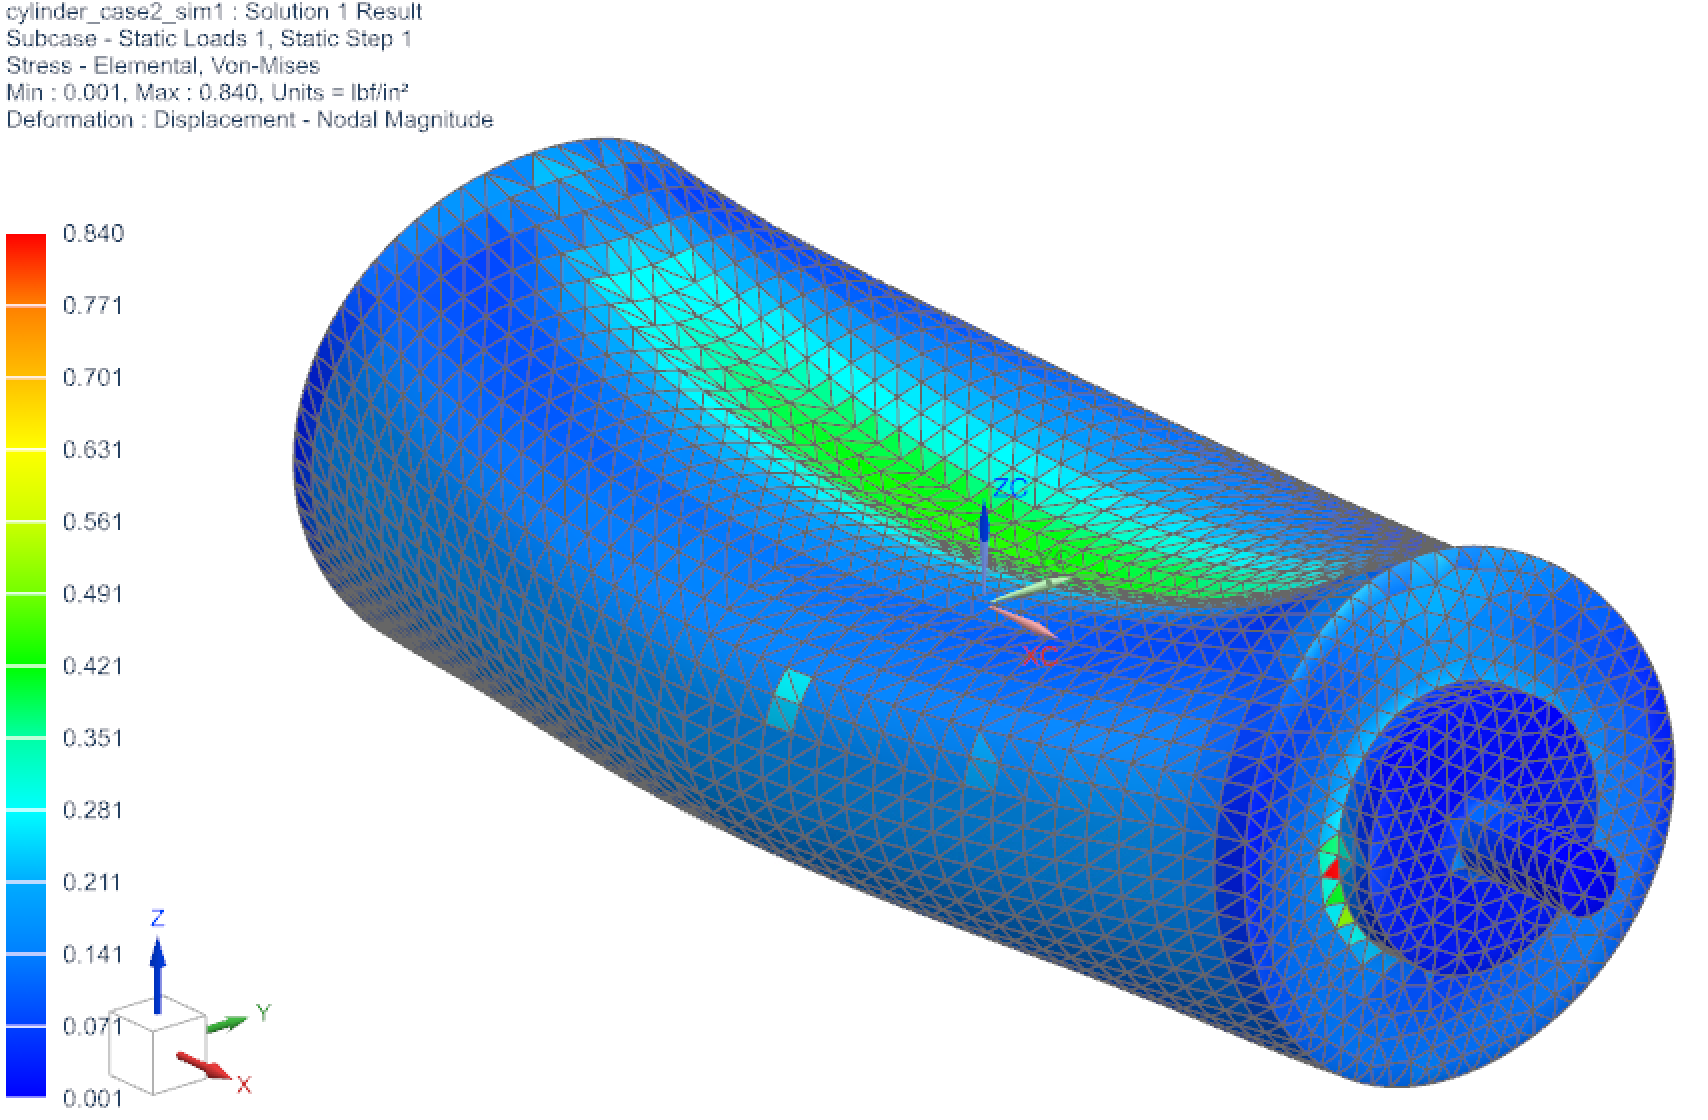 cylinder_case2_sim1 : Solution 1 Result
Subcase - Static Loads 1, Static Step 1
Stress - Elemental, Von-Mises
Min : 0.001, Max : 0.840, Units = lbf/in²
Deformation : Displacement - Nodal Magnitude
0.840
0.771
0.701
0.631
0.561
0.491
0.421
0.351
0.281
0.211
0.141
0.071
0.001
ZC
YC
XC
Z
Y
X